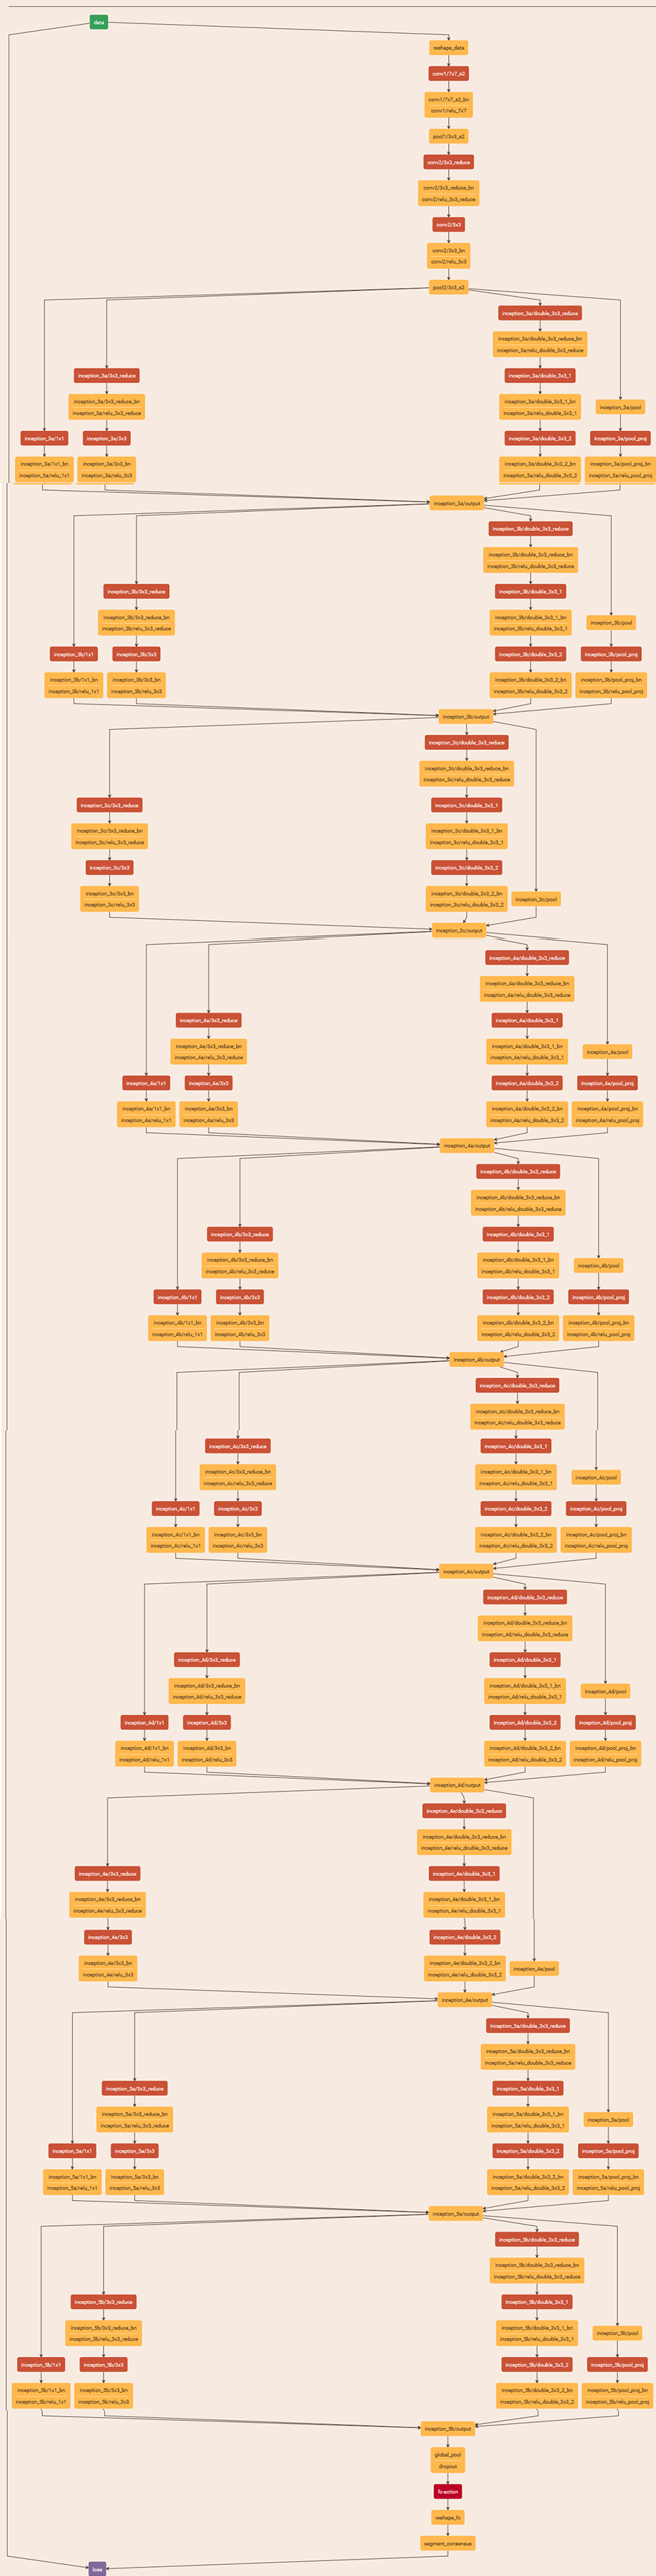 data
reshape_data
conv1/7x7_s2
conv1/7x7_s2_bn
conv1/relu_7x7
pool1/3x3_s2
conv2/3x3_reduce
conv2/3x3_reduce_bn
conv2/relu_3x3_reduce
conv2/3x3
conv2/3x3_bn
conv2/relu_3x3
pool2/3x3_s2
inception_3a/double_3x3_reduce
inception_3a/double_3x3_reduce_bn
inception_3a/relu_double_3x3_reduce
inception_3a/3x3_reduce inception_3a/double_3x3_1
inception_3a/3x3_reduce_bn inception_3a/double_3x3_1_bn inception_3a/pool
inception_3a/relu_3x3_reduce inception_3a/relu_double_3x3_1
inception_3a/1x1 inception_3a/3x3 inception_3a/double_3x3_2 inception_3a/pool_proj
inception_3a/1x1_bn inception_3a/3x3_bn inception_3a/double_3x3_2_bn inception_3a/pool_proj_bn
inception_3a/relu_1x1 inception_3a/relu_3x3 inception_3a/relu_double_3x3_2 inception_3a/relu_pool_proj
inception_3a/output
inception_3b/double_3x3_reduce
inception_3b/double_3x3_reduce_bn
inception_3b/relu_double_3x3_reduce
inception_3b/3x3_reduce inception_3b/double_3x3_1
inception_3b/3x3_reduce_bn inception_3b/double_3x3_1_bn inception_3b/pool
inception_3b/relu_3x3_reduce inception_3b/relu_double_3x3_1
inception_3b/1x1 inception_3b/3x3 inception_3b/double_3x3_2 inception_3b/pool_proj
inception_3b/1x1_bn inception_3b/3x3_bn inception_3b/double_3x3_2_bn inception_3b/pool_proj_bn
inception_3b/relu_1x1 inception_3b/relu_3x3 inception_3b/relu_double_3x3_2 inception_3b/relu_pool_proj
inception_3b/output
inception_3c/double_3x3_reduce
inception_3c/double_3x3_reduce_bn
inception_3c/relu_double_3x3_reduce
inception_3c/3x3_reduce inception_3c/double_3x3_1
inception_3c/3x3_reduce_bn inception_3c/double_3x3_1_bn
inception_3c/relu_3x3_reduce inception_3c/relu_double_3x3_1
inception_3c/3x3 inception_3c/double_3x3_2
inception_3c/3x3_bn inception_3c/double_3x3_2_bn inception_3c/pool
inception_3c/relu_3x3 inception_3c/relu_double_3x3_2
inception_3c/output
inception_4a/double_3x3_reduce
inception_4a/double_3x3_reduce_bn
inception_4a/relu_double_3x3_reduce
inception_4a/3x3_reduce inception_4a/double_3x3_1
inception_4a/3x3_reduce_bn inception_4a/double_3x3_1_bn inception_4a/pool
inception_4a/relu_3x3_reduce inception_4a/relu_double_3x3_1
inception_4a/1x1 inception_4a/3x3 inception_4a/double_3x3_2 inception_4a/pool_proj
inception_4a/1x1_bn inception_4a/3x3_bn inception_4a/double_3x3_2_bn inception_4a/pool_proj_bn
inception_4a/relu_1x1 inception_4a/relu_3x3 inception_4a/relu_double_3x3_2 inception_4a/relu_pool_proj
inception_4a/output
inception_4b/double_3x3_reduce
inception_4b/double_3x3_reduce_bn
inception_4b/relu_double_3x3_reduce
inception_4b/3x3_reduce inception_4b/double_3x3_1
inception_4b/3x3_reduce_bn inception_4b/double_3x3_1_bn inception_4b/pool
inception_4b/relu_3x3_reduce inception_4b/relu_double_3x3_1
inception_4b/1x1 inception_4b/3x3 inception_4b/double_3x3_2 inception_4b/pool_proj
inception_4b/1x1_bn inception_4b/3x3_bn inception_4b/double_3x3_2_bn inception_4b/pool_proj_bn
inception_4b/relu_1x1 inception_4b/relu_3x3 inception_4b/relu_double_3x3_2 inception_4b/relu_pool_proj
inception_4b/output
inception_4c/double_3x3_reduce
inception_4c/double_3x3_reduce_bn
inception_4c/relu_double_3x3_reduce
inception_4c/3x3_reduce inception_4c/double_3x3_1
inception_4c/3x3_reduce_bn inception_4c/double_3x3_1_bn inception_4c/pool
inception_4c/relu_3x3_reduce inception_4c/relu_double_3x3_1
inception_4c/1x1 inception_4c/3x3 inception_4c/double_3x3_2 inception_4c/pool_proj
inception_4c/1x1_bn inception_4c/3x3_bn inception_4c/double_3x3_2_bn inception_4c/pool_proj_bn
inception_4c/relu_1x1 inception_4c/relu_3x3 inception_4c/relu_double_3x3_2 inception_4c/relu_pool_proj
inception_4c/output
inception_4d/double_3x3_reduce
inception_4d/double_3x3_reduce_bn
inception_4d/relu_double_3x3_reduce
inception_4d/3x3_reduce inception_4d/double_3x3_1
inception_4d/3x3_reduce_bn inception_4d/double_3x3_1_bn inception_4d/pool
inception_4d/relu_3x3_reduce inception_4d/relu_double_3x3_1
inception_4d/1x1 inception_4d/3x3 inception_4d/double_3x3_2 inception_4d/pool_proj
inception_4d/1x1_bn inception_4d/3x3_bn inception_4d/double_3x3_2_bn inception_4d/pool_proj_bn
inception_4d/relu_1x1 inception_4d/relu_3x3 inception_4d/relu_double_3x3_2 inception_4d/relu_pool_proj
inception_4d/output
inception_4e/double_3x3_reduce
inception_4e/double_3x3_reduce_bn
inception_4e/relu_double_3x3_reduce
inception_4e/3x3_reduce inception_4e/double_3x3_1
inception_4e/3x3_reduce_bn inception_4e/double_3x3_1_bn
inception_4e/relu_3x3_reduce inception_4e/relu_double_3x3_1
inception_4e/3x3 inception_4e/double_3x3_2
inception_4e/3x3_bn inception_4e/double_3x3_2_bn inception_4e/pool
inception_4e/relu_3x3 inception_4e/relu_double_3x3_2
inception_4e/output
inception_5a/double_3x3_reduce
inception_5a/double_3x3_reduce_bn
inception_5a/relu_double_3x3_reduce
inception_5a/3x3_reduce inception_5a/double_3x3_1
inception_5a/3x3_reduce_bn inception_5a/double_3x3_1_bn inception_5a/pool
inception_5a/relu_3x3_reduce inception_5a/relu_double_3x3_1
inception_5a/1x1 inception_5a/3x3 inception_5a/double_3x3_2 inception_5a/pool_proj
inception_5a/1x1_bn inception_5a/3x3_bn inception_5a/double_3x3_2_bn inception_5a/pool_proj_bn
inception_5a/relu_1x1 inception_5a/relu_3x3 inception_5a/relu_double_3x3_2 inception_5a/relu_pool_proj
inception_5a/output
inception_5b/double_3x3_reduce
inception_5b/double_3x3_reduce_bn
inception_5b/relu_double_3x3_reduce
inception_5b/3x3_reduce inception_5b/double_3x3_1
inception_5b/3x3_reduce_bn inception_5b/double_3x3_1_bn inception_5b/pool
inception_5b/relu_3x3_reduce inception_5b/relu_double_3x3_1
inception_5b/1x1 inception_5b/3x3 inception_5b/double_3x3_2 inception_5b/pool_proj
inception_5b/1x1_bn inception_5b/3x3_bn inception_5b/double_3x3_2_bn inception_5b/pool_proj_bn
inception_5b/relu_1x1 inception_5b/relu_3x3 inception_5b/relu_double_3x3_2 inception_5b/relu_pool_proj
inception_5b/output
global_pool
dropout
fc-action
reshape_fc
segment_consensus
loss